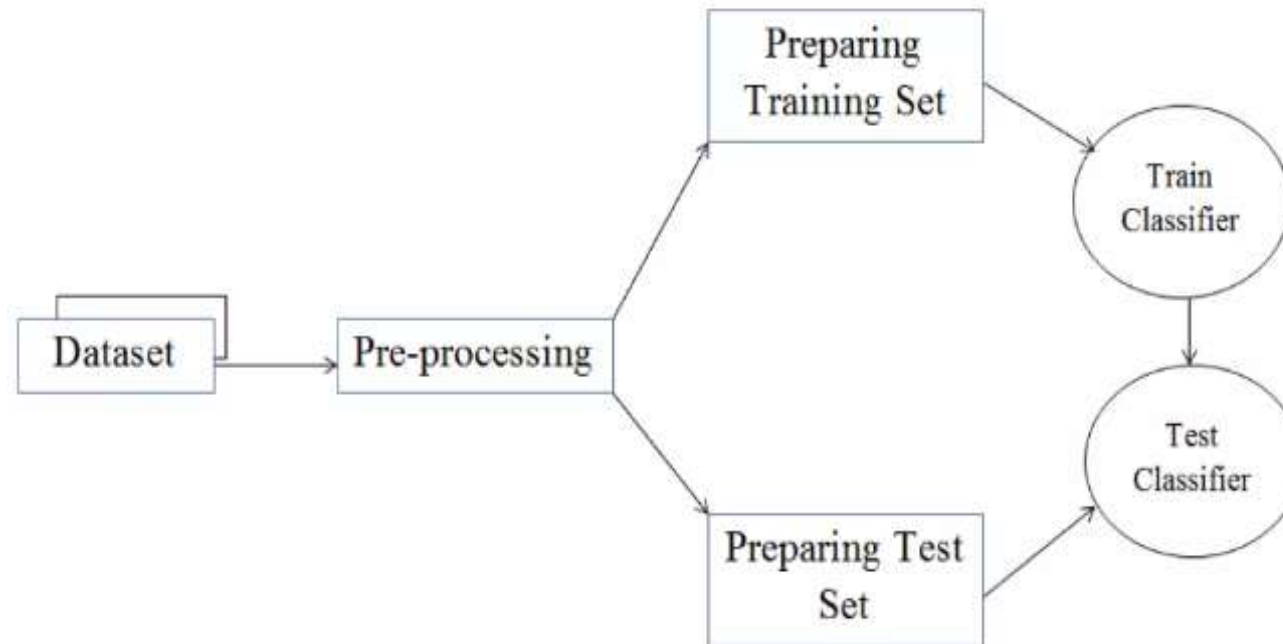 Dataset
Pre-processing
Preparing
Training Set
Train
Classifier
Preparing Test
Set
Test
Classifier